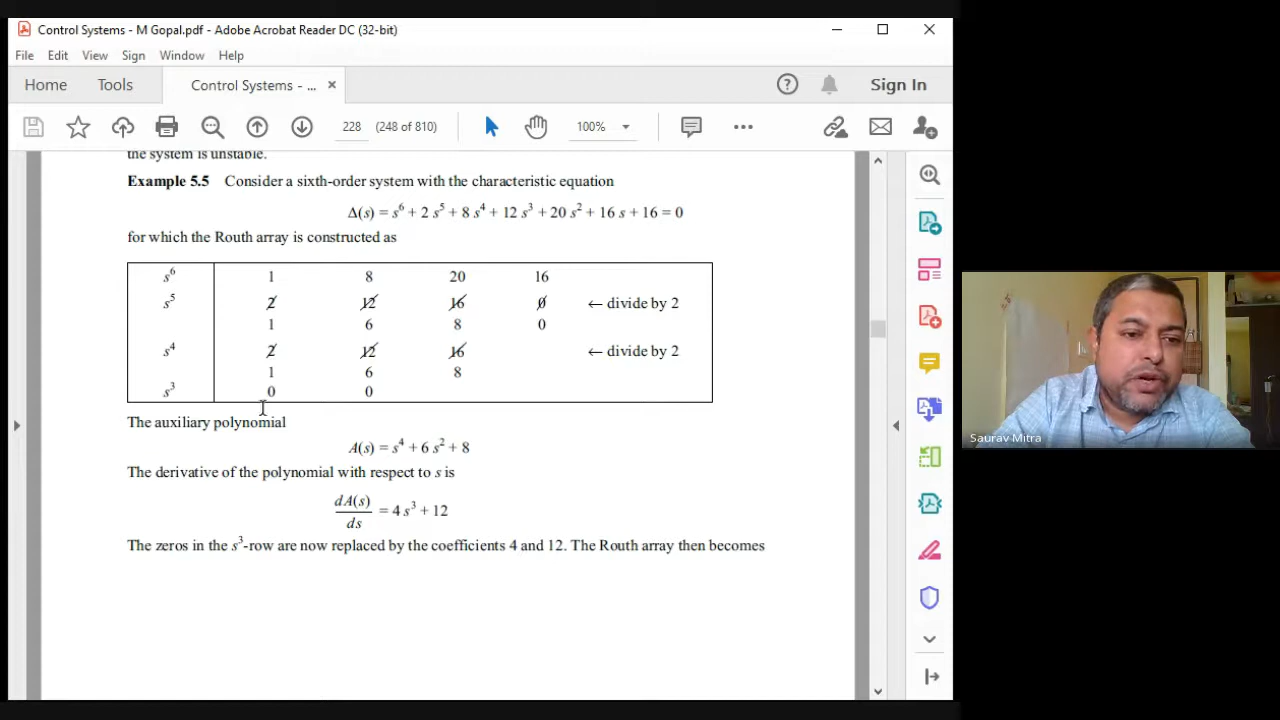 Control Systems - M Gopal.pdf - Adobe Acrobat Reader DC (32-bit)
File Edit View Sign Window Help
Home Tools Control Systems - ... × ? Sign In
228 (248 of 810) 100%
the system is unstable.
Example 5.5 Consider a sixth-order system with the characteristic equation
Δ(s) = s⁶ + 2 s⁵ + 8 s⁴ + 12 s³ + 20 s² + 16 s + 16 = 0
for which the Routh array is constructed as
s⁶ 1 8 20 16
s⁵ 2 12 16 0 ← divide by 2
1 6 8 0
s⁴ 2 12 16 ← divide by 2
1 6 8
s³ 0 0
The auxiliary polynomial
A(s) = s⁴ + 6 s² + 8
The derivative of the polynomial with respect to s is
dA(s)
ds
= 4 s³ + 12
The zeros in the s³-row are now replaced by the coefficients 4 and 12. The Routh array then becomes
Saurav Mitra